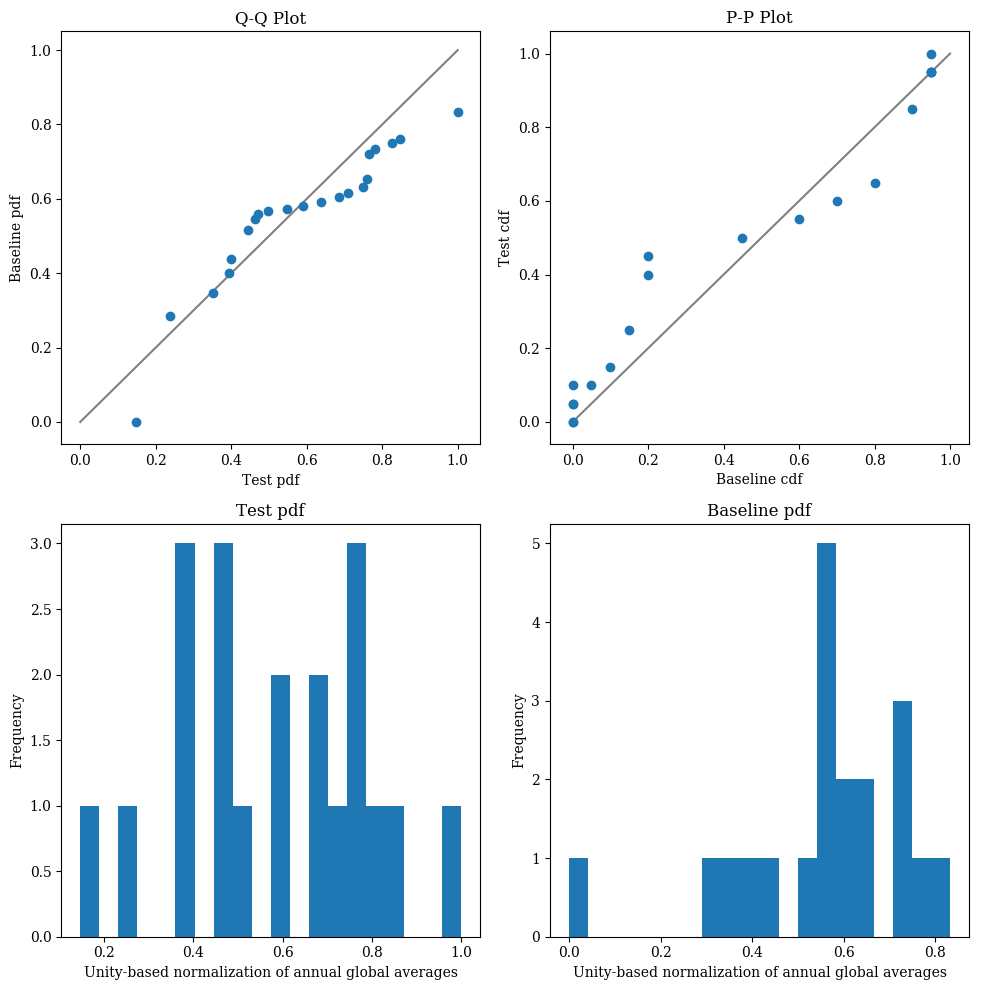 Q-Q Plot
1.0
0.8
0.6
0.4
0.2
0.0
Baseline pdf
0.0 0.2 0.4 0.6 0.8 1.0
Test pdf
P-P Plot
1.0
0.8
0.6
0.4
0.2
0.0
Test cdf
0.0 0.2 0.4 0.6 0.8 1.0
Baseline cdf
Test pdf
3.0
2.5
2.0
1.5
1.0
0.5
0.0
Frequency
0.2 0.4 0.6 0.8 1.0
Unity-based normalization of annual global averages
Baseline pdf
5
4
3
2
1
0
Frequency
0.0 0.2 0.4 0.6 0.8
Unity-based normalization of annual global averages